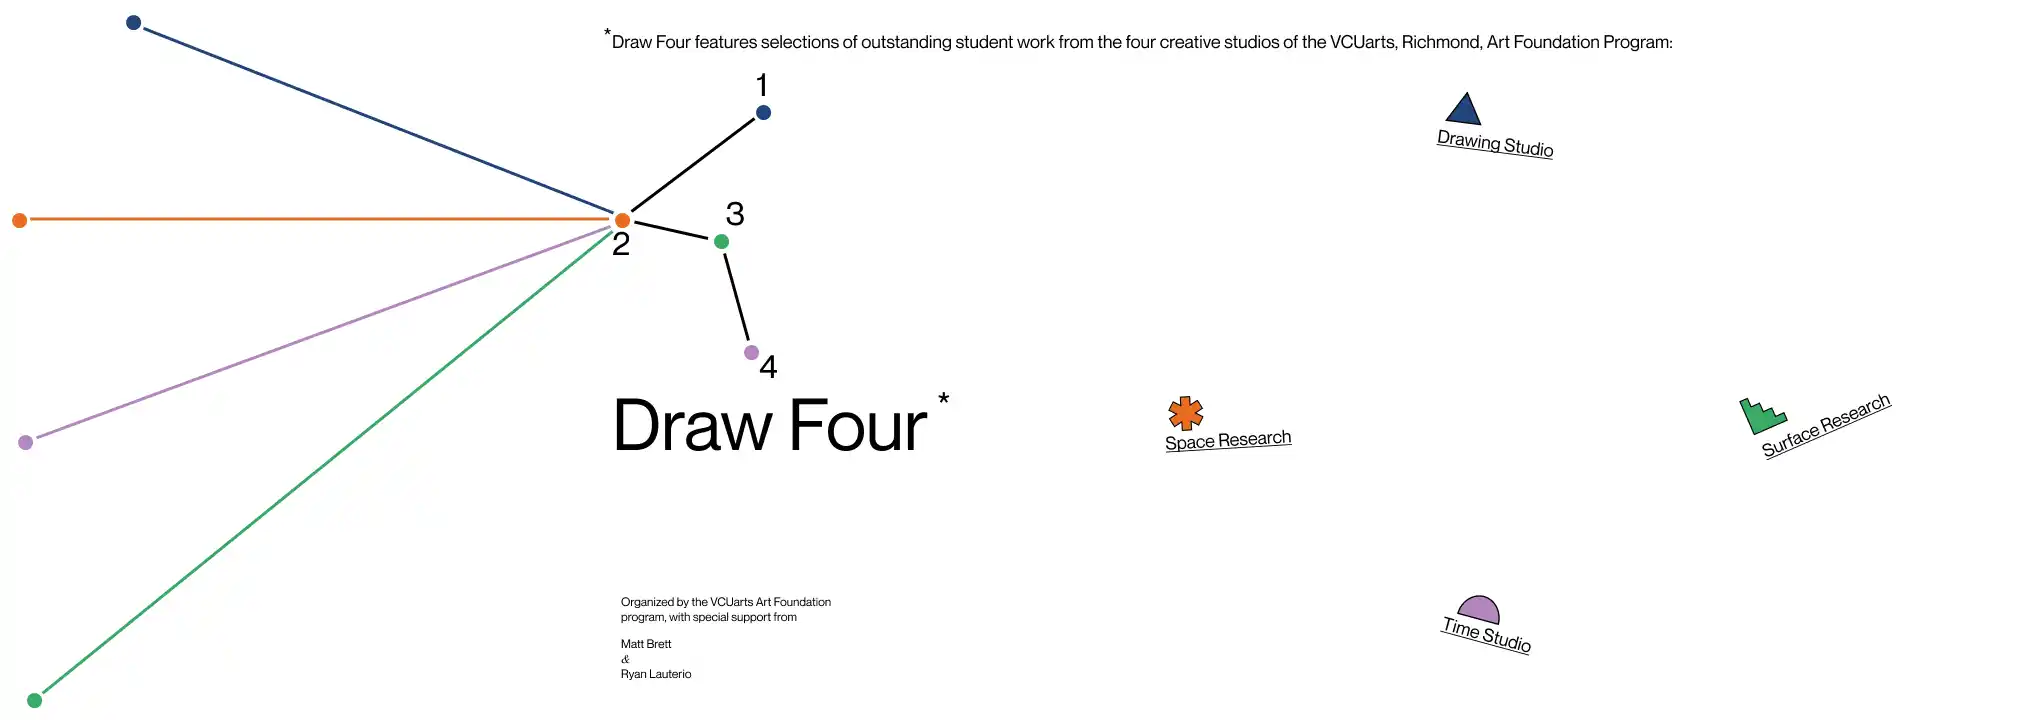 *Draw Four features selections of outstanding student work from the four creative studios of the VCUarts, Richmond, Art Foundation Program:
1
2
3
4
Draw Four*
Drawing Studio
Space Research
Surface Research
Time Studio
Organized by the VCUarts Art Foundation
program, with special support from
Matt Brett
&
Ryan Lauterio